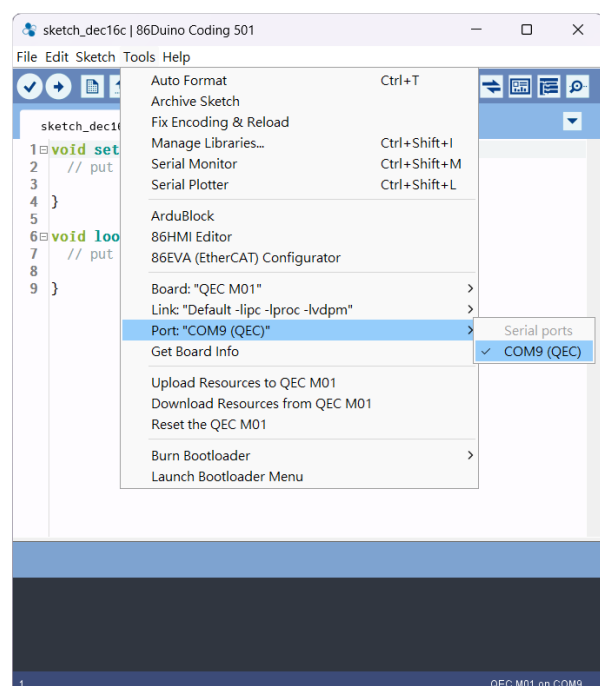 sketch_dec16c | 86Duino Coding 501
File Edit Sketch Tools Help
sketch_dec16
Auto Format Ctrl+T
Archive Sketch
Fix Encoding & Reload
Manage Libraries... Ctrl+Shift+I
Serial Monitor Ctrl+Shift+M
Serial Plotter Ctrl+Shift+L
ArduBlock
86HMI Editor
86EVA (EtherCAT) Configurator
Board: "QEC M01"
Link: "Default -lipc -lproc -lvdpm"
Port: "COM9 (QEC)"
Get Board Info
Upload Resources to QEC M01
Download Resources from QEC M01
Reset the QEC M01
Burn Bootloader
Launch Bootloader Menu
Serial ports
COM9 (QEC)
1 void set
2 // put
3
4 }
5
6 void loo
7 // put
8
9 }
1 QEC M01 on COM9